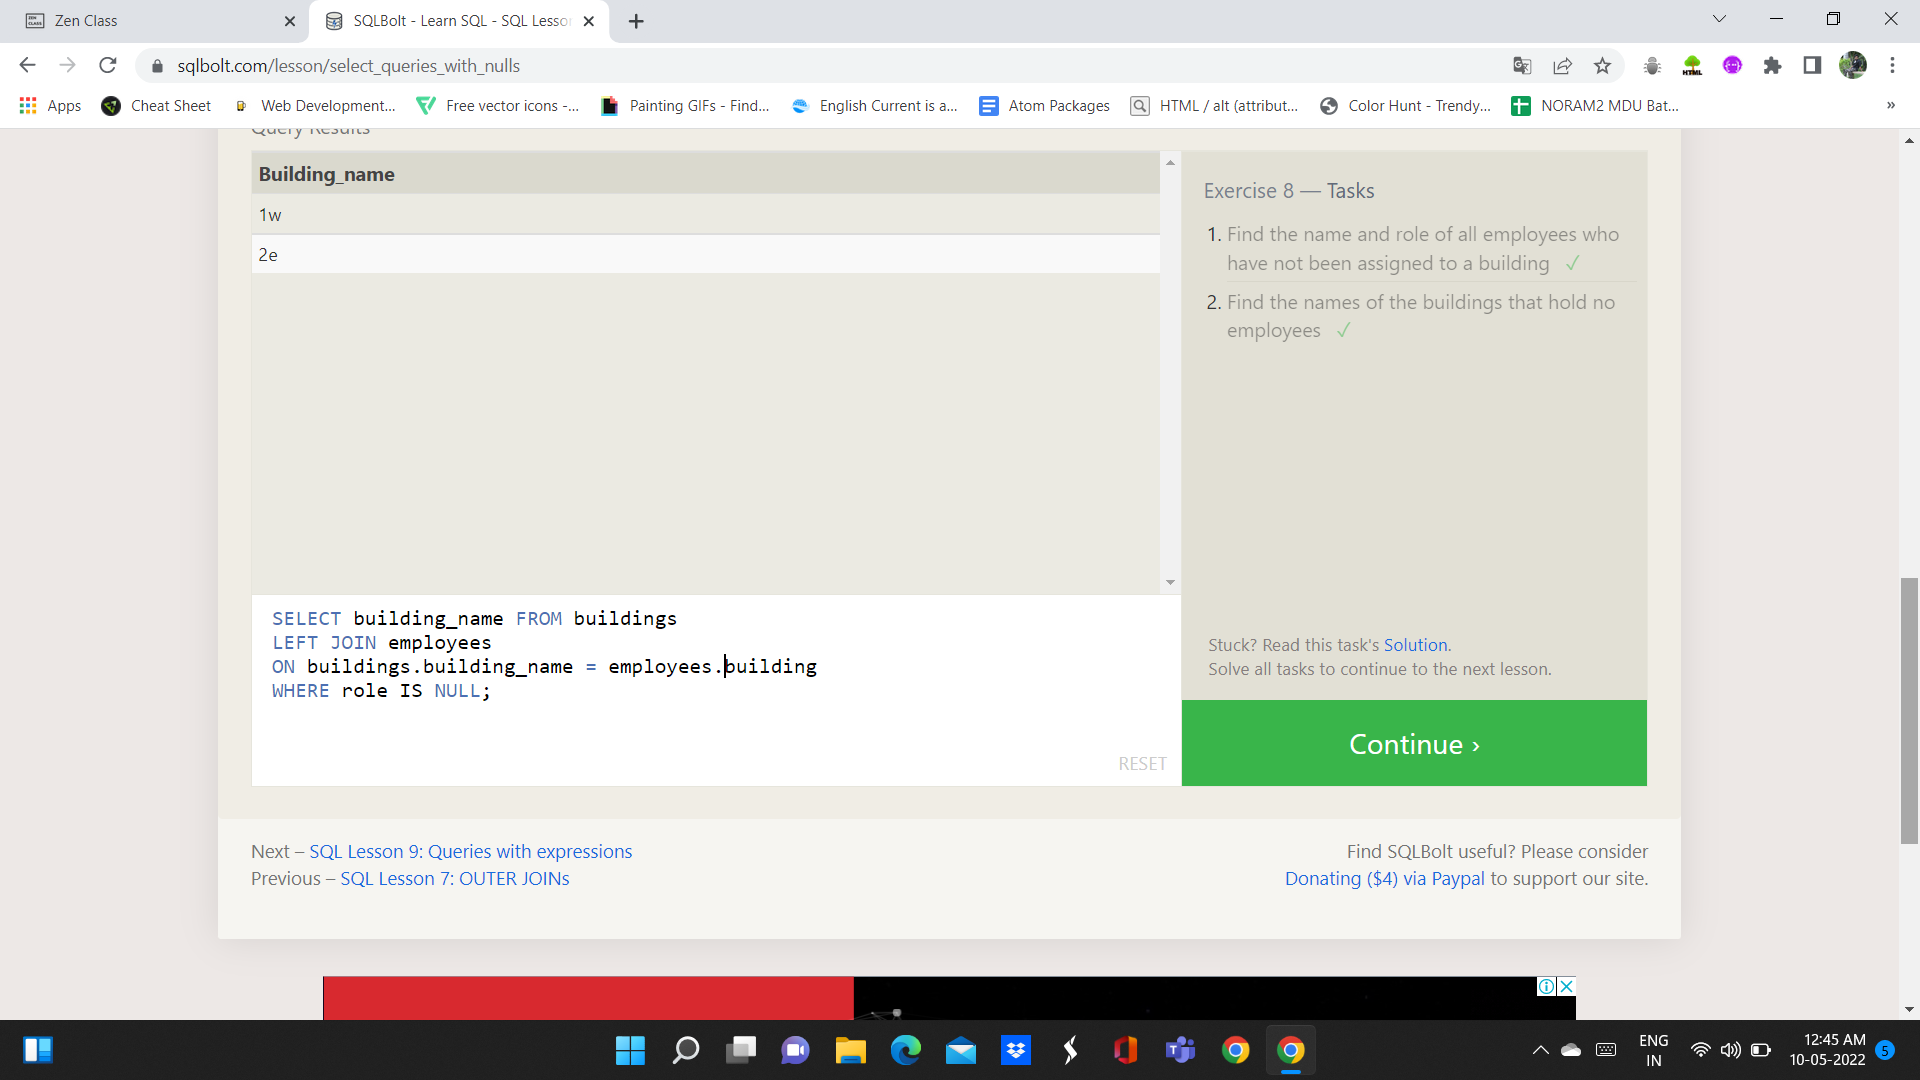 Zen Class
SQLBolt - Learn SQL - SQL Lesson
sqlbolt.com/lesson/select_queries_with_nulls
Apps
Cheat Sheet
Web Development...
Free vector icons -...
Painting GIFs - Find...
English Current is a...
Atom Packages
HTML / alt (attribut...
Color Hunt - Trendy...
NORAM2 MDU Bat...
»
Query Results
Building_name
1w
2e
Exercise 8 — Tasks
1. Find the name and role of all employees who
have not been assigned to a building ✓
2. Find the names of the buildings that hold no
employees ✓
Stuck? Read this task's Solution.
Solve all tasks to continue to the next lesson.
Continue ›
SELECT building_name FROM buildings
LEFT JOIN employees
ON buildings.building_name = employees.building
WHERE role IS NULL;
RESET
Next – SQL Lesson 9: Queries with expressions
Previous – SQL Lesson 7: OUTER JOINs
Find SQLBolt useful? Please consider
Donating ($4) via Paypal to support our site.
ENG
IN
12:45 AM
10-05-2022
5